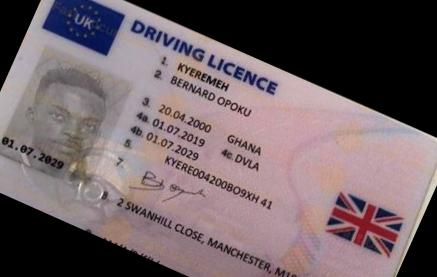 UK
DRIVING LICENCE
1. KYEREMEH
2. BERNARD OPOKU
3. 20.04.2000 GHANA
4a. 01.07.2019 4c. DVLA
4b. 01.07.2029
5. KYERE004200BO9XH 41
7.
01.07.2029
8 2 SWANHILL CLOSE, MANCHESTER,